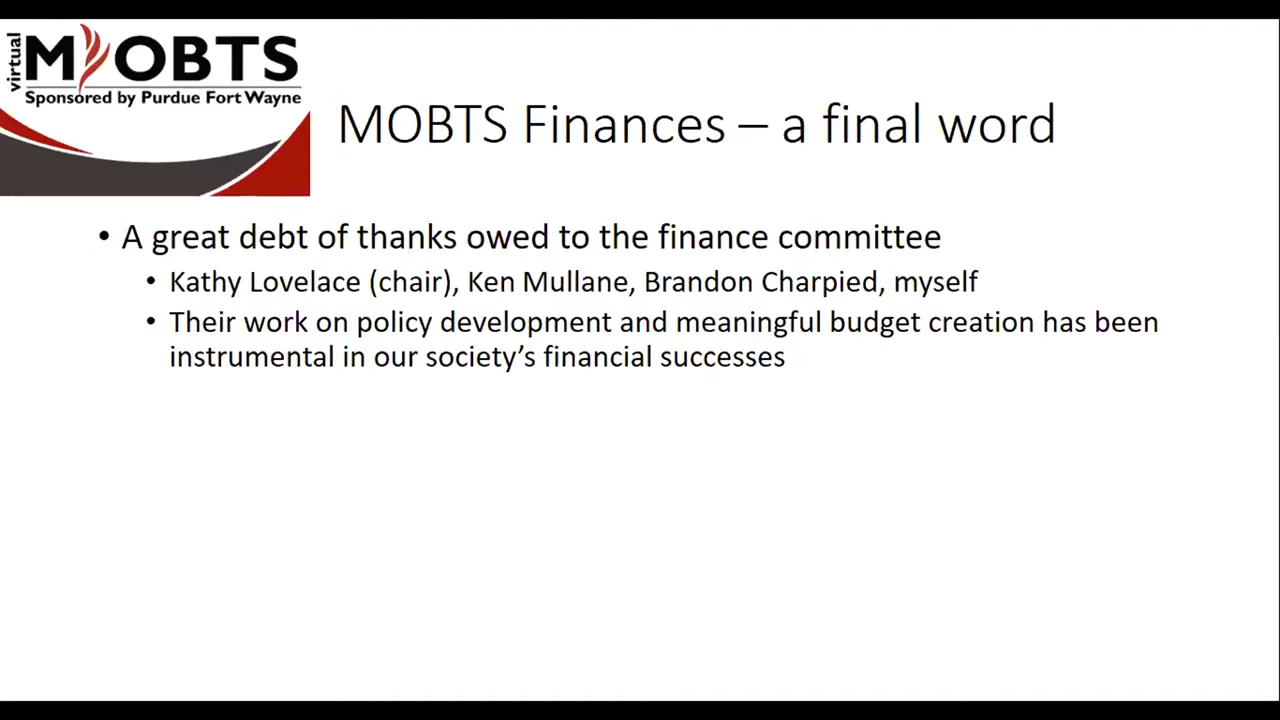 virtual
MOBTS
Sponsored by Purdue Fort Wayne
MOBTS Finances – a final word
• A great debt of thanks owed to the finance committee
• Kathy Lovelace (chair), Ken Mullane, Brandon Charpied, myself
• Their work on policy development and meaningful budget creation has been
instrumental in our society’s financial successes